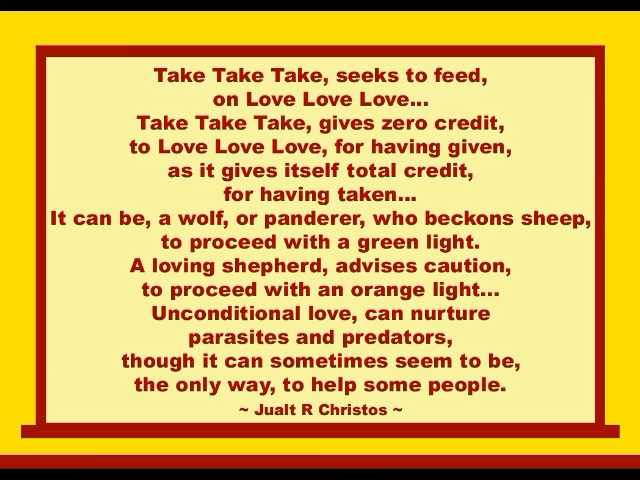 Take Take Take, seeks to feed,
on Love Love Love...
Take Take Take, gives zero credit,
to Love Love Love, for having given,
as it gives itself total credit,
for having taken...
It can be, a wolf, or panderer, who beckons sheep,
to proceed with a green light.
A loving shepherd, advises caution,
to proceed with an orange light...
Unconditional love, can nurture
parasites and predators,
though it can sometimes seem to be,
the only way, to help some people.
~ Jualt R Christos ~